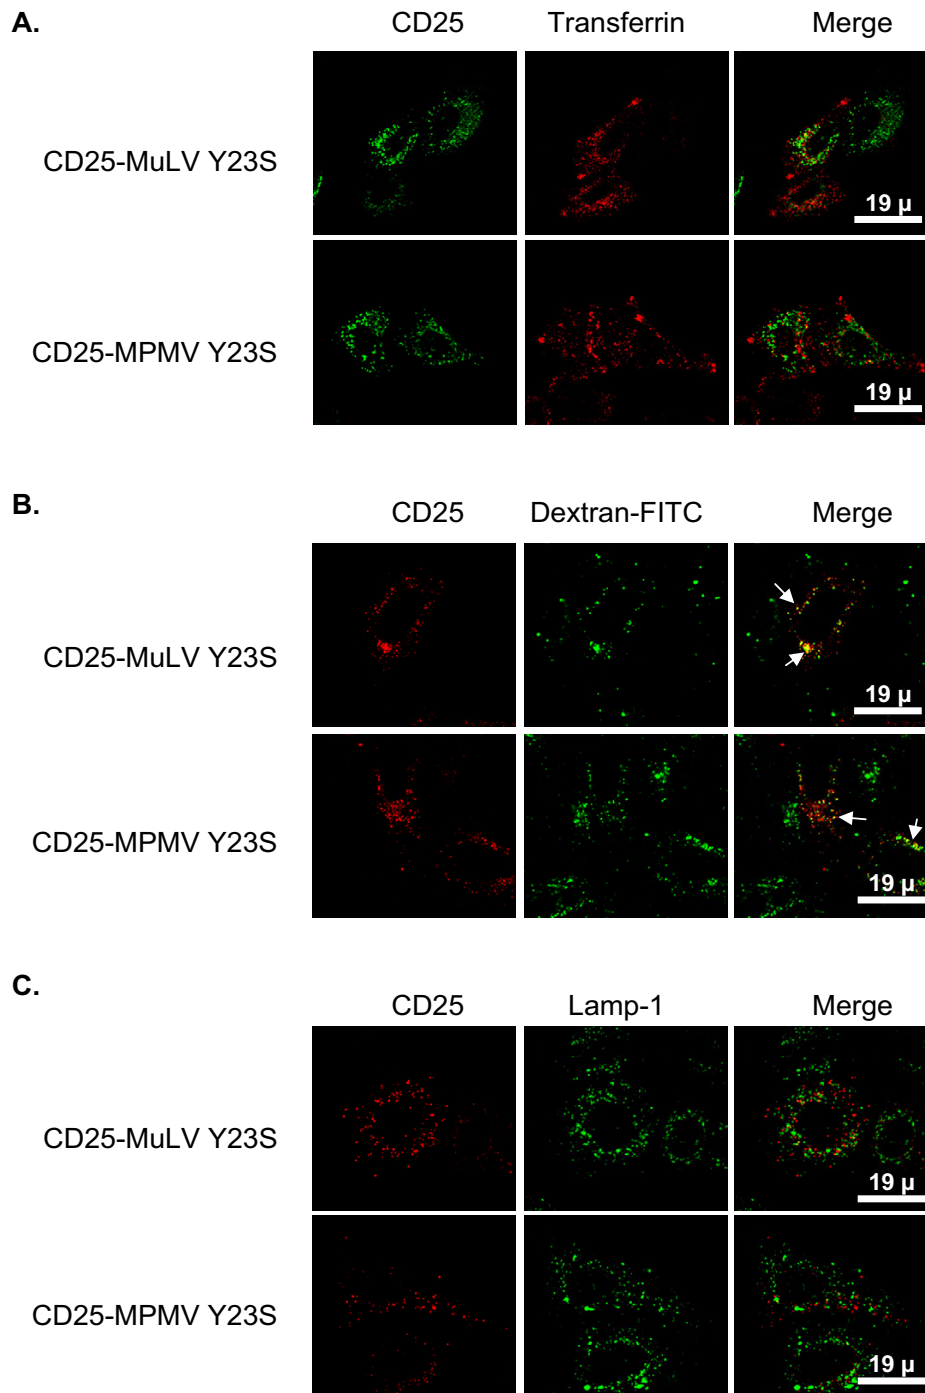 A.
CD25 Transferrin Merge
CD25-MuLV Y23S
19 µ
CD25-MPMV Y23S
19 µ
B.
CD25 Dextran-FITC Merge
CD25-MuLV Y23S
19 µ
CD25-MPMV Y23S
19 µ
C.
CD25 Lamp-1 Merge
CD25-MuLV Y23S
19 µ
CD25-MPMV Y23S
19 µ